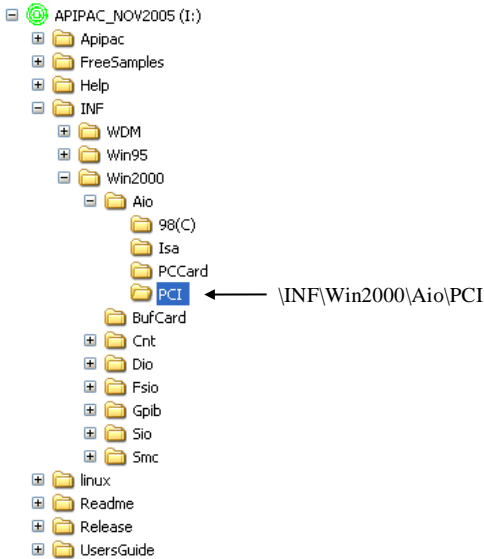 APIPAC_NOV2005 (I:)
Apipac
FreeSamples
Help
INF
WDM
Win95
Win2000
Aio
98(C)
Isa
PCCard
PCI \INF\Win2000\Aio\PCI
BufCard
Cnt
Dio
Fsio
Gpib
Sio
Smc
linux
Readme
Release
UsersGuide